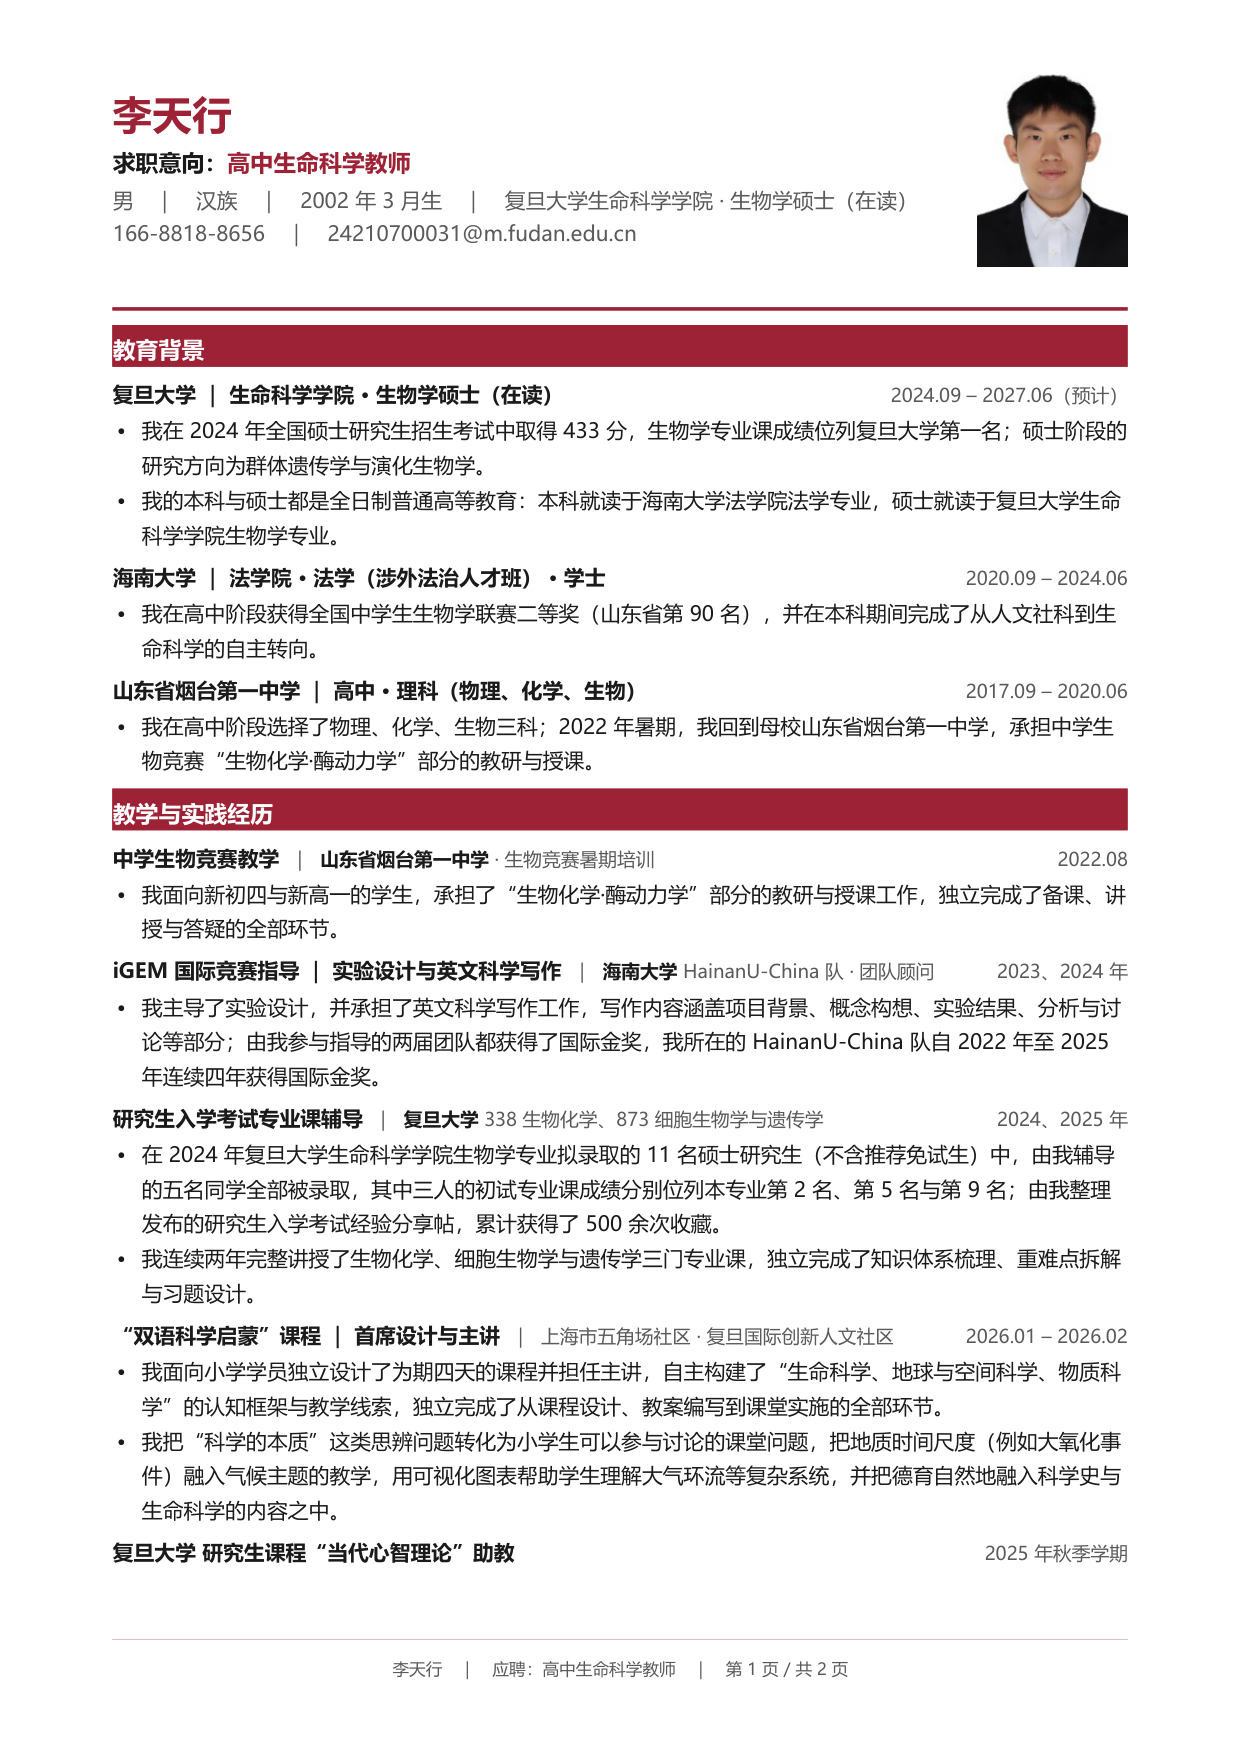 李天行
求职意向：高中生命科学教师
男 | 汉族 | 2002 年 3 月生 | 复旦大学生命科学学院 · 生物学硕士（在读）
166-8818-8656 | 24210700031@m.fudan.edu.cn
教育背景
复旦大学 | 生命科学学院·生物学硕士（在读） 2024.09 – 2027.06（预计）
• 我在 2024 年全国硕士研究生招生考试中取得 433 分，生物学专业课成绩位列复旦大学第一名；硕士阶段的
研究方向为群体遗传学与演化生物学。
• 我的本科与硕士都是全日制普通高等教育：本科就读于海南大学法学院法学专业，硕士就读于复旦大学生命
科学学院生物学专业。
海南大学 | 法学院·法学（涉外法治人才班）·学士 2020.09 – 2024.06
• 我在高中阶段获得全国中学生生物学联赛二等奖（山东省第 90 名），并在本科期间完成了从人文社科到生
命科学的自主转向。
山东省烟台第一中学 | 高中·理科（物理、化学、生物） 2017.09 – 2020.06
• 我在高中阶段选择了物理、化学、生物三科；2022 年暑期，我回到母校山东省烟台第一中学，承担中学生
物竞赛“生物化学·酶动力学”部分的教研与授课。
教学与实践经历
中学生物竞赛教学 | 山东省烟台第一中学 · 生物竞赛暑期培训 2022.08
• 我面向新初四与新高一的学生，承担了“生物化学·酶动力学”部分的教研与授课工作，独立完成了备课、讲
授与答疑的全部环节。
iGEM 国际竞赛指导 | 实验设计与英文科学写作 | 海南大学 HainanU-China 队 · 团队顾问 2023、2024 年
• 我主导了实验设计，并承担了英文科学写作工作，写作内容涵盖项目背景、概念构想、实验结果、分析与讨
论等部分；由我参与指导的两届团队都获得了国际金奖，我所在的 HainanU-China 队自 2022 年至 2025
年连续四年获得国际金奖。
研究生入学考试专业课辅导 | 复旦大学 338 生物化学、873 细胞生物学与遗传学 2024、2025 年
• 在 2024 年复旦大学生命科学学院生物学专业拟录取的 11 名硕士研究生（不含推荐免试生）中，由我辅导
的五名同学全部被录取，其中三人的初试专业课成绩分别位列本专业第 2 名、第 5 名与第 9 名；由我整理
发布的研究生入学考试经验分享帖，累计获得了 500 余次收藏。
• 我连续两年完整讲授了生物化学、细胞生物学与遗传学三门专业课，独立完成了知识体系梳理、重难点拆解
与习题设计。
“双语科学启蒙”课程 | 首席设计与主讲 | 上海市五角场社区 · 复旦国际创新人文社区 2026.01 – 2026.02
• 我面向小学学员独立设计了为期四天的课程并担任主讲，自主构建了“生命科学、地球与空间科学、物质科
学”的认知框架与教学线索，独立完成了从课程设计、教案编写到课堂实施的全部环节。
• 我把“科学的本质”这类思辨问题转化为小学生可以参与讨论的课堂问题，把地质时间尺度（例如大氧化事
件）融入气候主题的教学，用可视化图表帮助学生理解大气环流等复杂系统，并把德育自然地融入科学史与
生命科学的内容之中。
复旦大学 研究生课程“当代心智理论”助教 2025 年秋季学期
李天行 | 应聘：高中生命科学教师 | 第 1 页 / 共 2 页